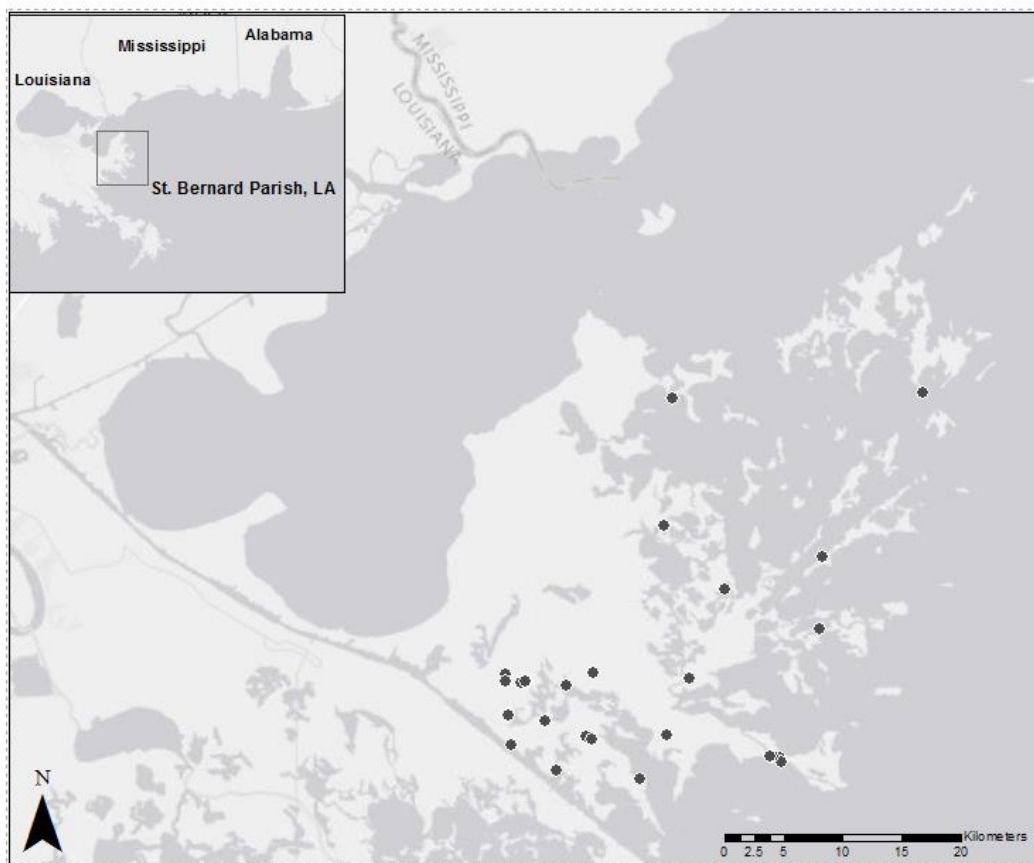 Mississippi
Alabama
Louisiana
St. Bernard Parish, LA
MISSISSIPPI
LOUISIANA
N
Kilometers
0 2.5 5 10 15 20